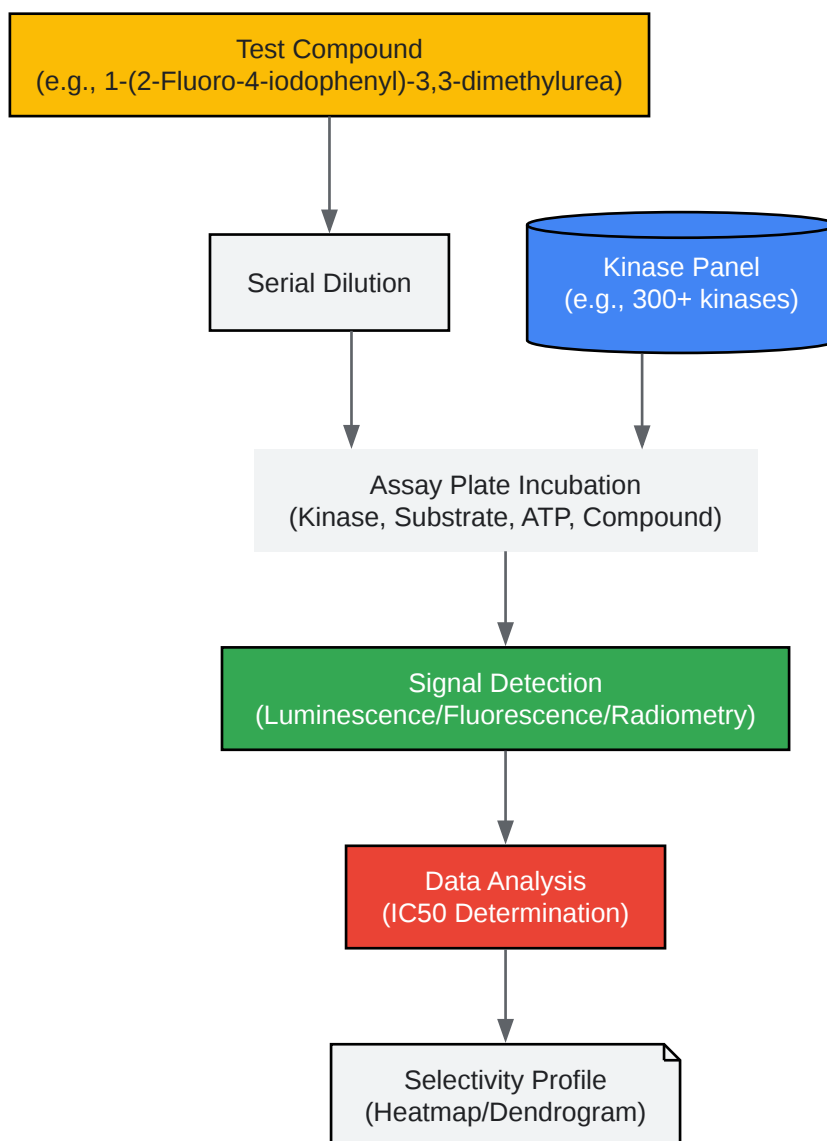 Test Compound
(e.g., 1-(2-Fluoro-4-iodophenyl)-3,3-dimethylurea)
Serial Dilution
Kinase Panel
(e.g., 300+ kinases)
Assay Plate Incubation
(Kinase, Substrate, ATP, Compound)
Signal Detection
(Luminescence/Fluorescence/Radiometry)
Data Analysis
(IC50 Determination)
Selectivity Profile
(Heatmap/Dendrogram)